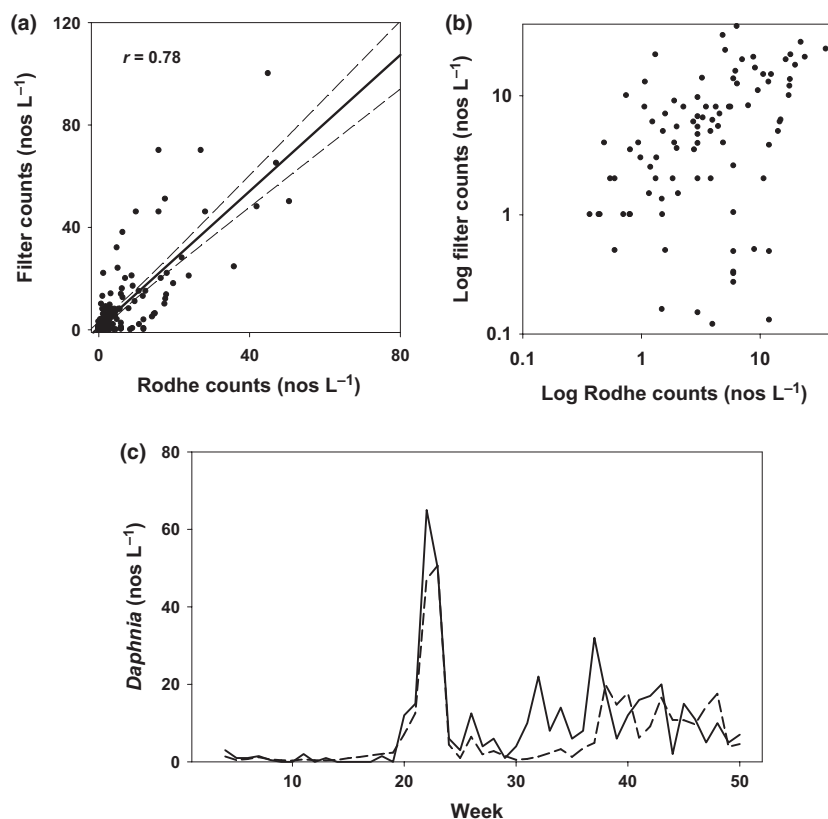 (a)
r = 0.78
120
80
40
0
Filter counts (nos L⁻¹)
0 40 80
Rodhe counts (nos L⁻¹)
(b)
10
1
0.1
Log filter counts (nos L⁻¹)
0.1 1 10
Log Rodhe counts (nos L⁻¹)
(c)
80
60
40
20
0
Daphnia (nos L⁻¹)
10 20 30 40 50
Week